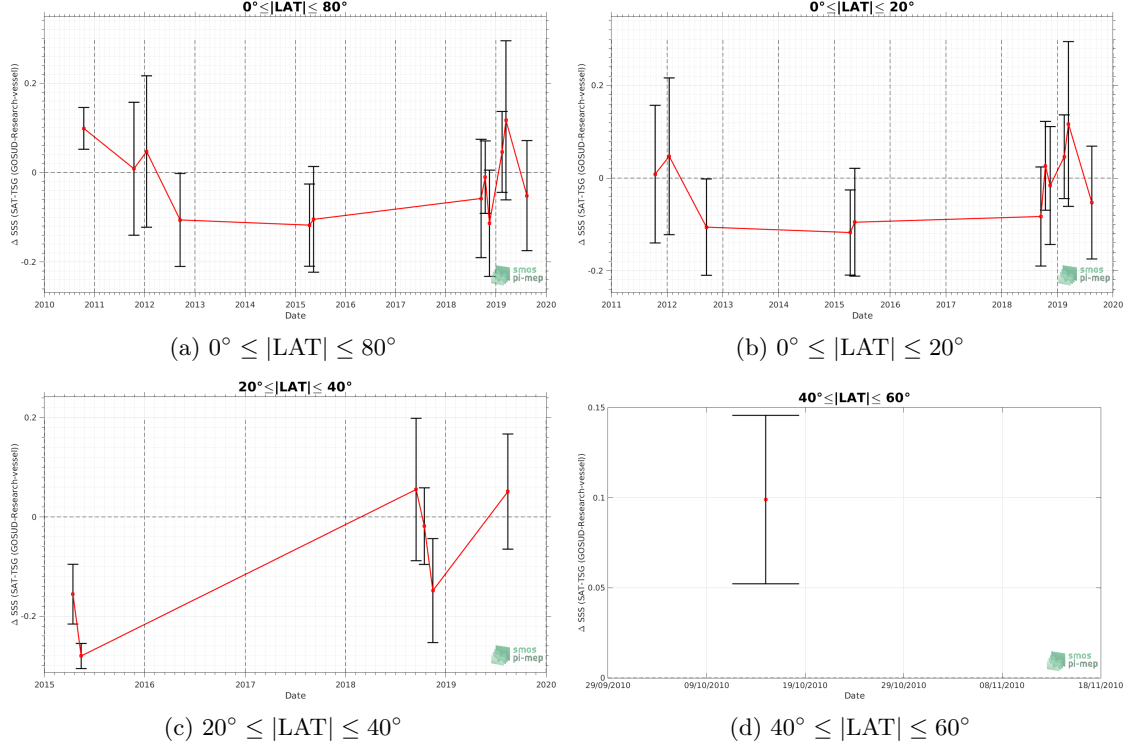 0°≤|LAT|≤ 80°
Δ SSS (SAT-TSG (GOSUD-Research-vessel))
0.2
0
-0.2
2010 2011 2012 2013 2014 2015 2016 2017 2018 2019 2020
Date
smos
pi-mep
(a) 0° ≤ |LAT| ≤ 80°
0°≤|LAT|≤ 20°
Δ SSS (SAT-TSG (GOSUD-Research-vessel))
0.2
0
-0.2
2011 2012 2013 2014 2015 2016 2017 2018 2019 2020
Date
smos
pi-mep
(b) 0° ≤ |LAT| ≤ 20°
20°≤|LAT|≤ 40°
Δ SSS (SAT-TSG (GOSUD-Research-vessel))
0.2
0
-0.2
2015 2016 2017 2018 2019 2020
Date
smos
pi-mep
(c) 20° ≤ |LAT| ≤ 40°
40°≤|LAT|≤ 60°
Δ SSS (SAT-TSG (GOSUD-Research-vessel))
0.15
0.1
0.05
0
29/09/2010 09/10/2010 19/10/2010 29/10/2010 08/11/2010 18/11/2010
Date
smos
pi-mep
(d) 40° ≤ |LAT| ≤ 60°